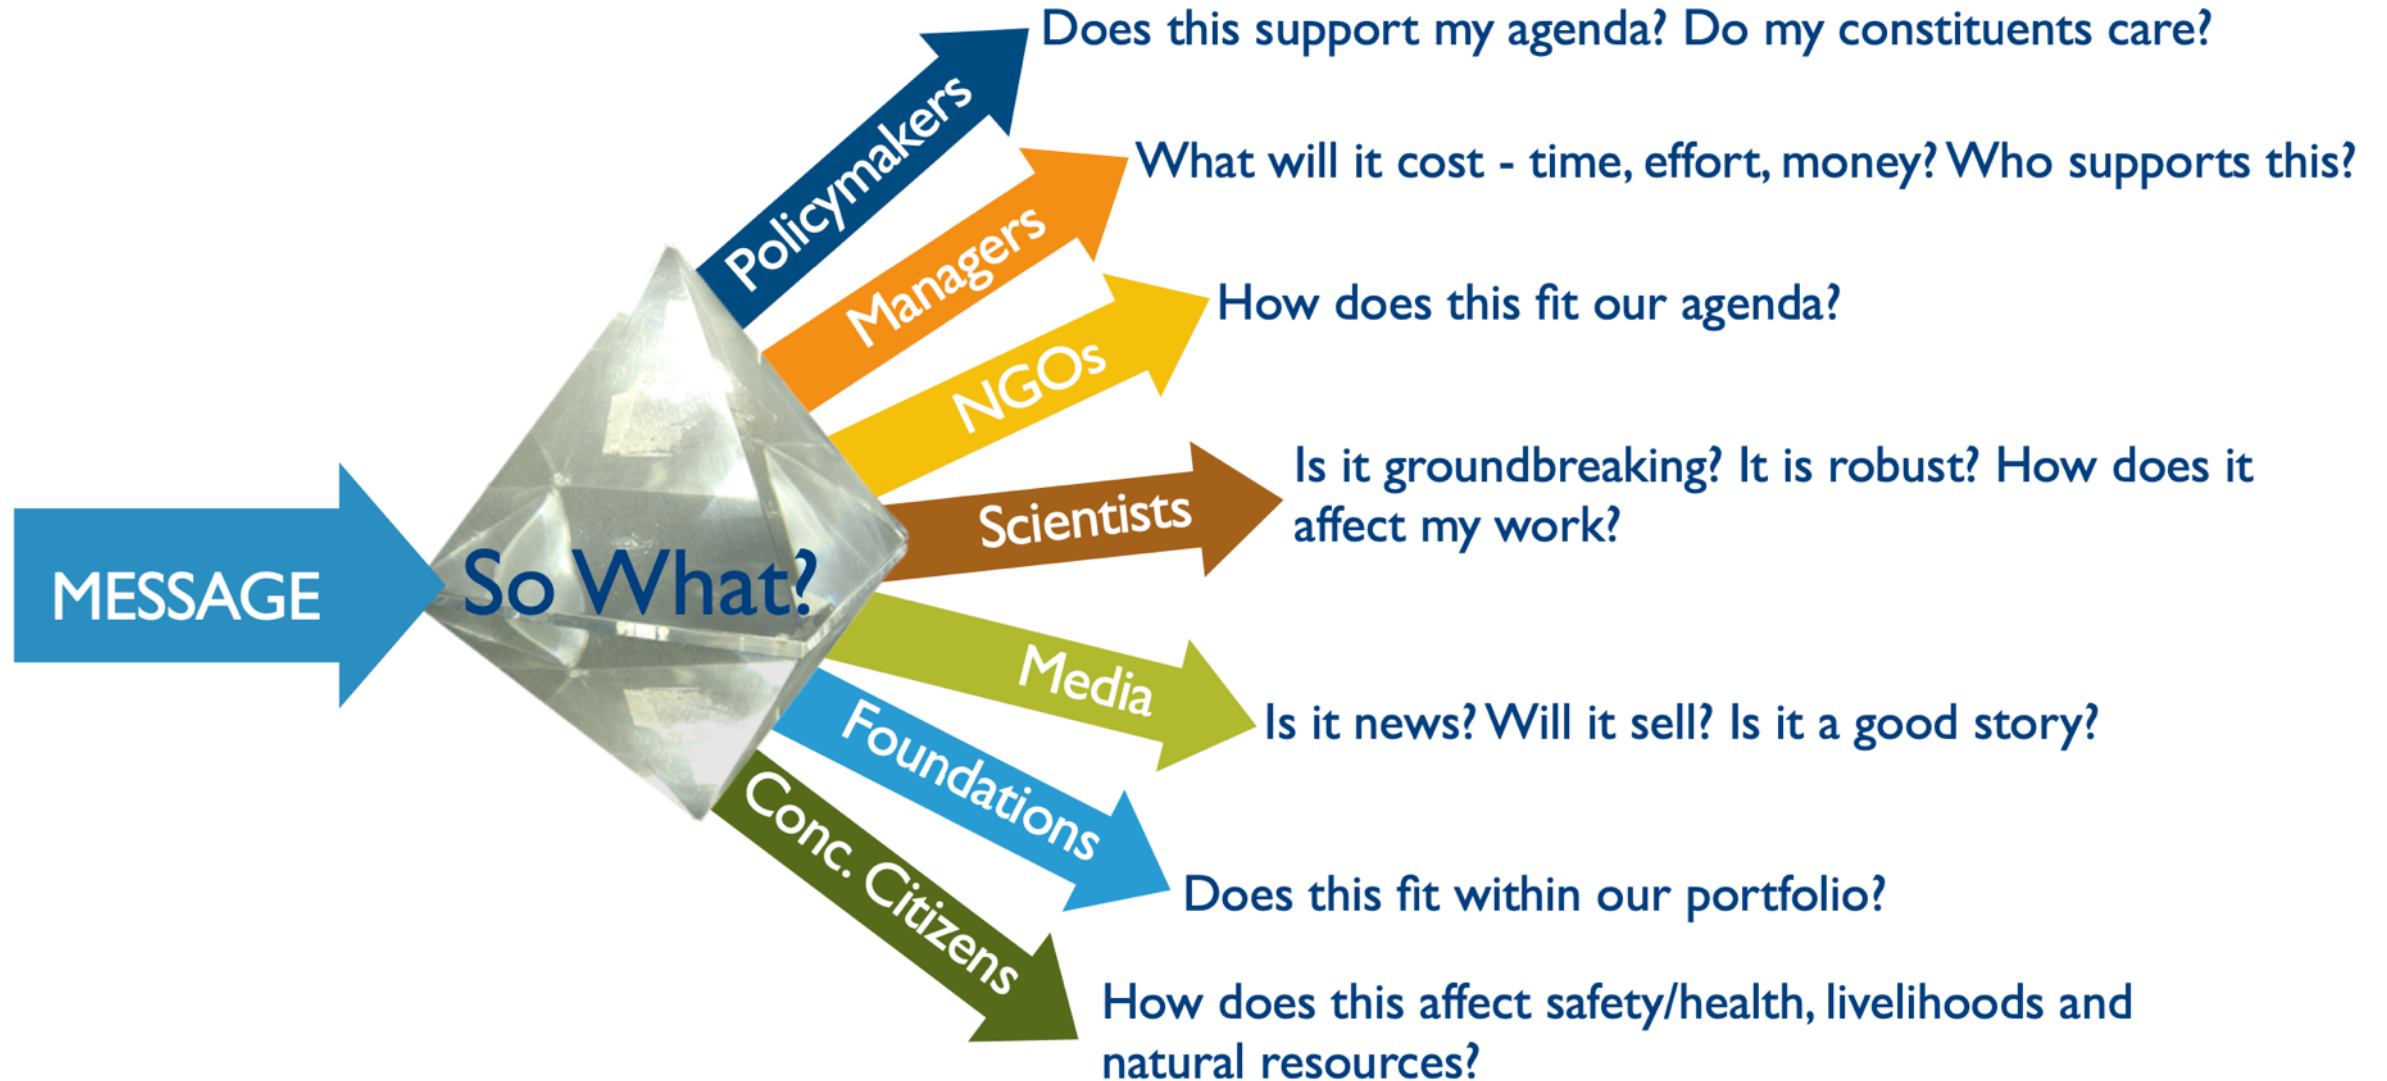 MESSAGE
So What?
Policymakers
Does this support my agenda? Do my constituents care?
Managers
What will it cost - time, effort, money? Who supports this?
NGOs
How does this fit our agenda?
Scientists
Is it groundbreaking? It is robust? How does it
affect my work?
Media
Is it news? Will it sell? Is it a good story?
Foundations
Does this fit within our portfolio?
Conc. Citizens
How does this affect safety/health, livelihoods and
natural resources?